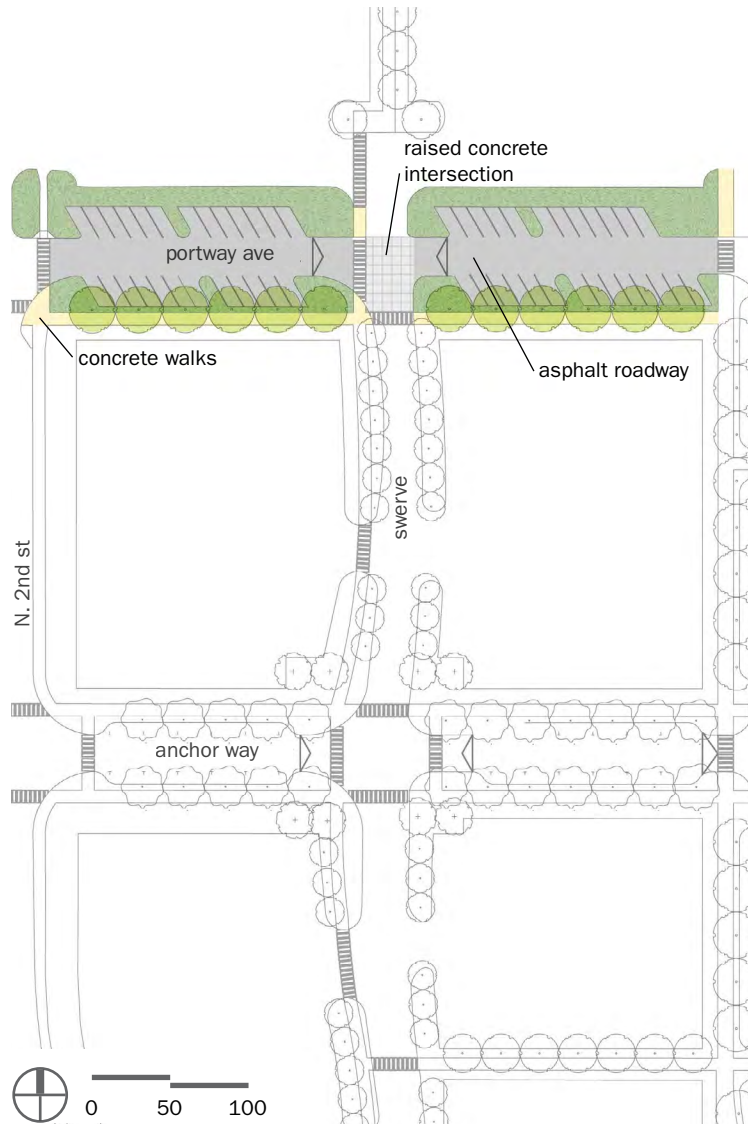 raised concrete
intersection
portway ave
concrete walks
asphalt roadway
swerve
N. 2nd st
anchor way
0 50 100